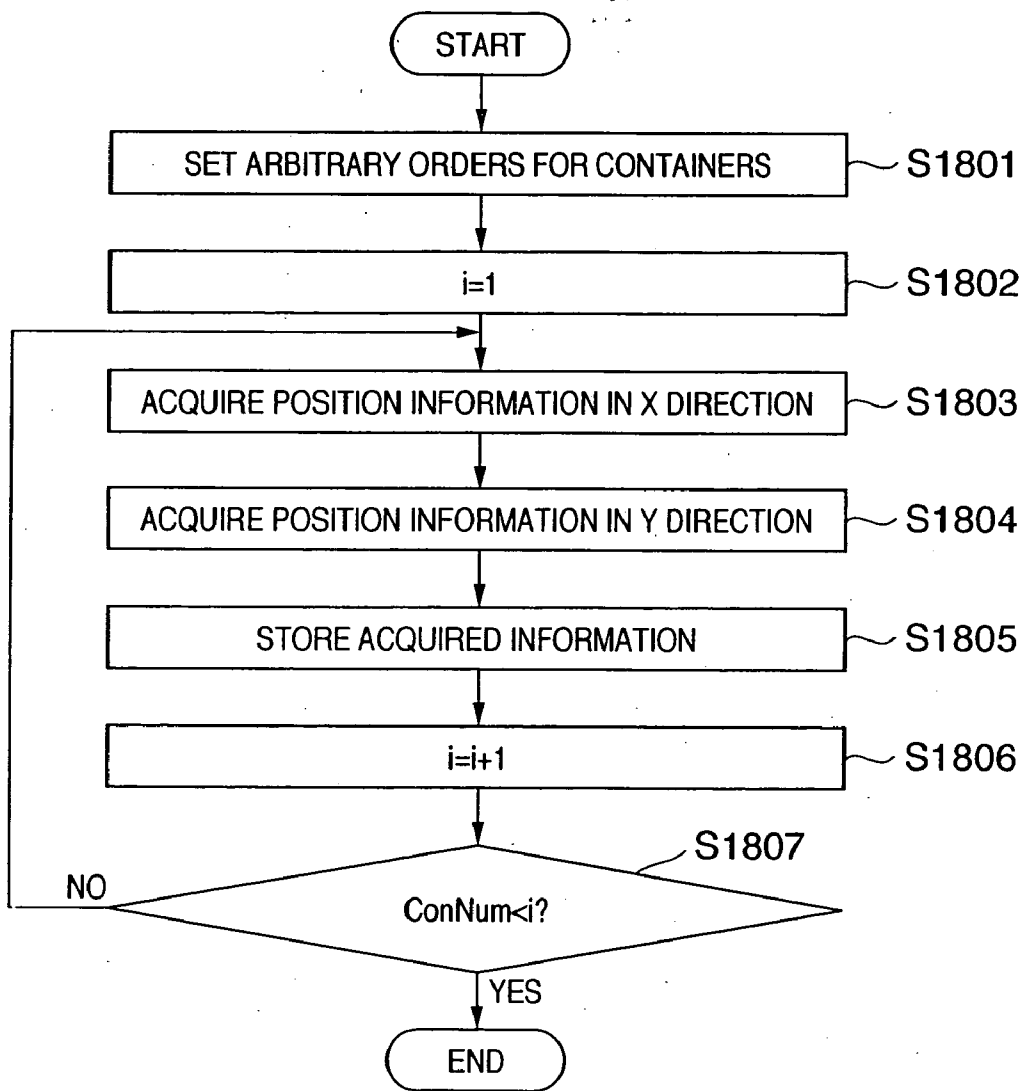 START
SET ARBITRARY ORDERS FOR CONTAINERS
S1801
i=1
S1802
ACQUIRE POSITION INFORMATION IN X DIRECTION
S1803
ACQUIRE POSITION INFORMATION IN Y DIRECTION
S1804
STORE ACQUIRED INFORMATION
S1805
i=i+1
S1806
S1807
NO
ConNum<i?
YES
END